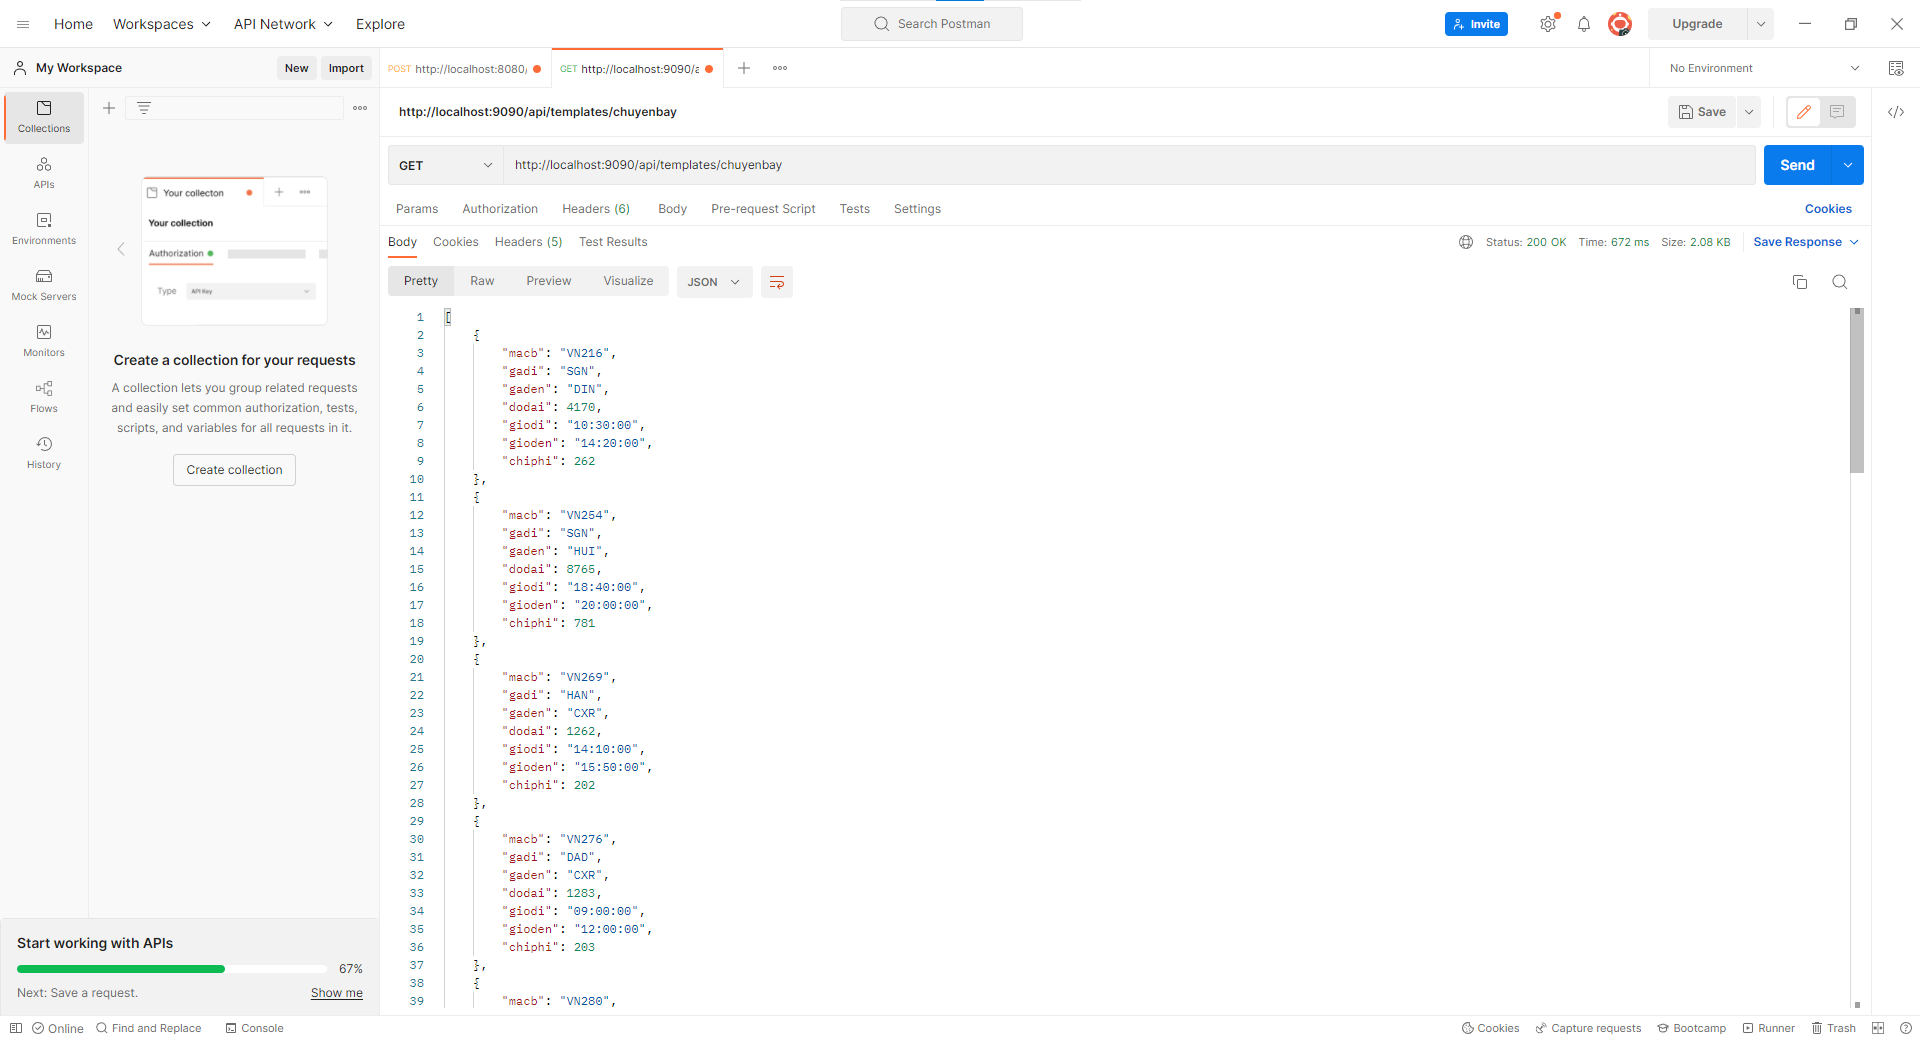 Home Workspaces API Network Explore Search Postman Invite Upgrade
My Workspace New Import POST http://localhost:8080/ GET http://localhost:9090/a No Environment
Collections
APIs
Environments
Mock Servers
Monitors
Flows
History
Your collecton
Your collection
Authorization
Type API Key
Create a collection for your requests
A collection lets you group related requests
and easily set common authorization, tests,
scripts, and variables for all requests in it.
Create collection
Start working with APIs
67%
Next: Save a request. Show me
http://localhost:9090/api/templates/chuyenbay Save
GET http://localhost:9090/api/templates/chuyenbay Send
Params Authorization Headers (6) Body Pre-request Script Tests Settings Cookies
Body Cookies Headers (5) Test Results Status: 200 OK Time: 672 ms Size: 2.08 KB Save Response
Pretty Raw Preview Visualize JSON
1 [
2 {
3 "macb": "VN216",
4 "gadi": "SGN",
5 "gaden": "DIN",
6 "dodai": 4170,
7 "giodi": "10:30:00",
8 "gioden": "14:20:00",
9 "chiphi": 262
10 },
11 {
12 "macb": "VN254",
13 "gadi": "SGN",
14 "gaden": "HUI",
15 "dodai": 8765,
16 "giodi": "18:40:00",
17 "gioden": "20:00:00",
18 "chiphi": 781
19 },
20 {
21 "macb": "VN269",
22 "gadi": "HAN",
23 "gaden": "CXR",
24 "dodai": 1262,
25 "giodi": "14:10:00",
26 "gioden": "15:50:00",
27 "chiphi": 202
28 },
29 {
30 "macb": "VN276",
31 "gadi": "DAD",
32 "gaden": "CXR",
33 "dodai": 1283,
34 "giodi": "09:00:00",
35 "gioden": "12:00:00",
36 "chiphi": 203
37 },
38 {
39 "macb": "VN280",
Online Find and Replace Console Cookies Capture requests Bootcamp Runner Trash